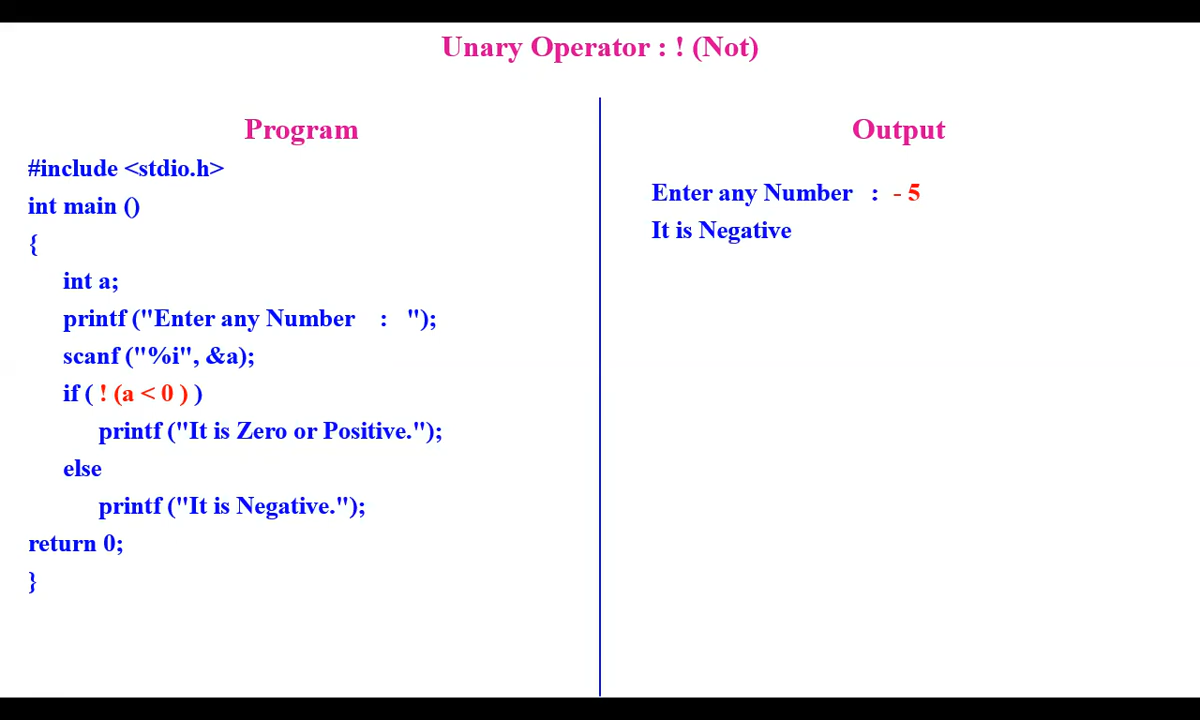 Unary Operator : ! (Not)
Program
#include <stdio.h>
int main ()
{
int a;
printf ("Enter any Number : ");
scanf ("%i", &a);
if ( ! (a < 0 ) )
printf ("It is Zero or Positive.");
else
printf ("It is Negative.");
return 0;
}
Output
Enter any Number : - 5
It is Negative